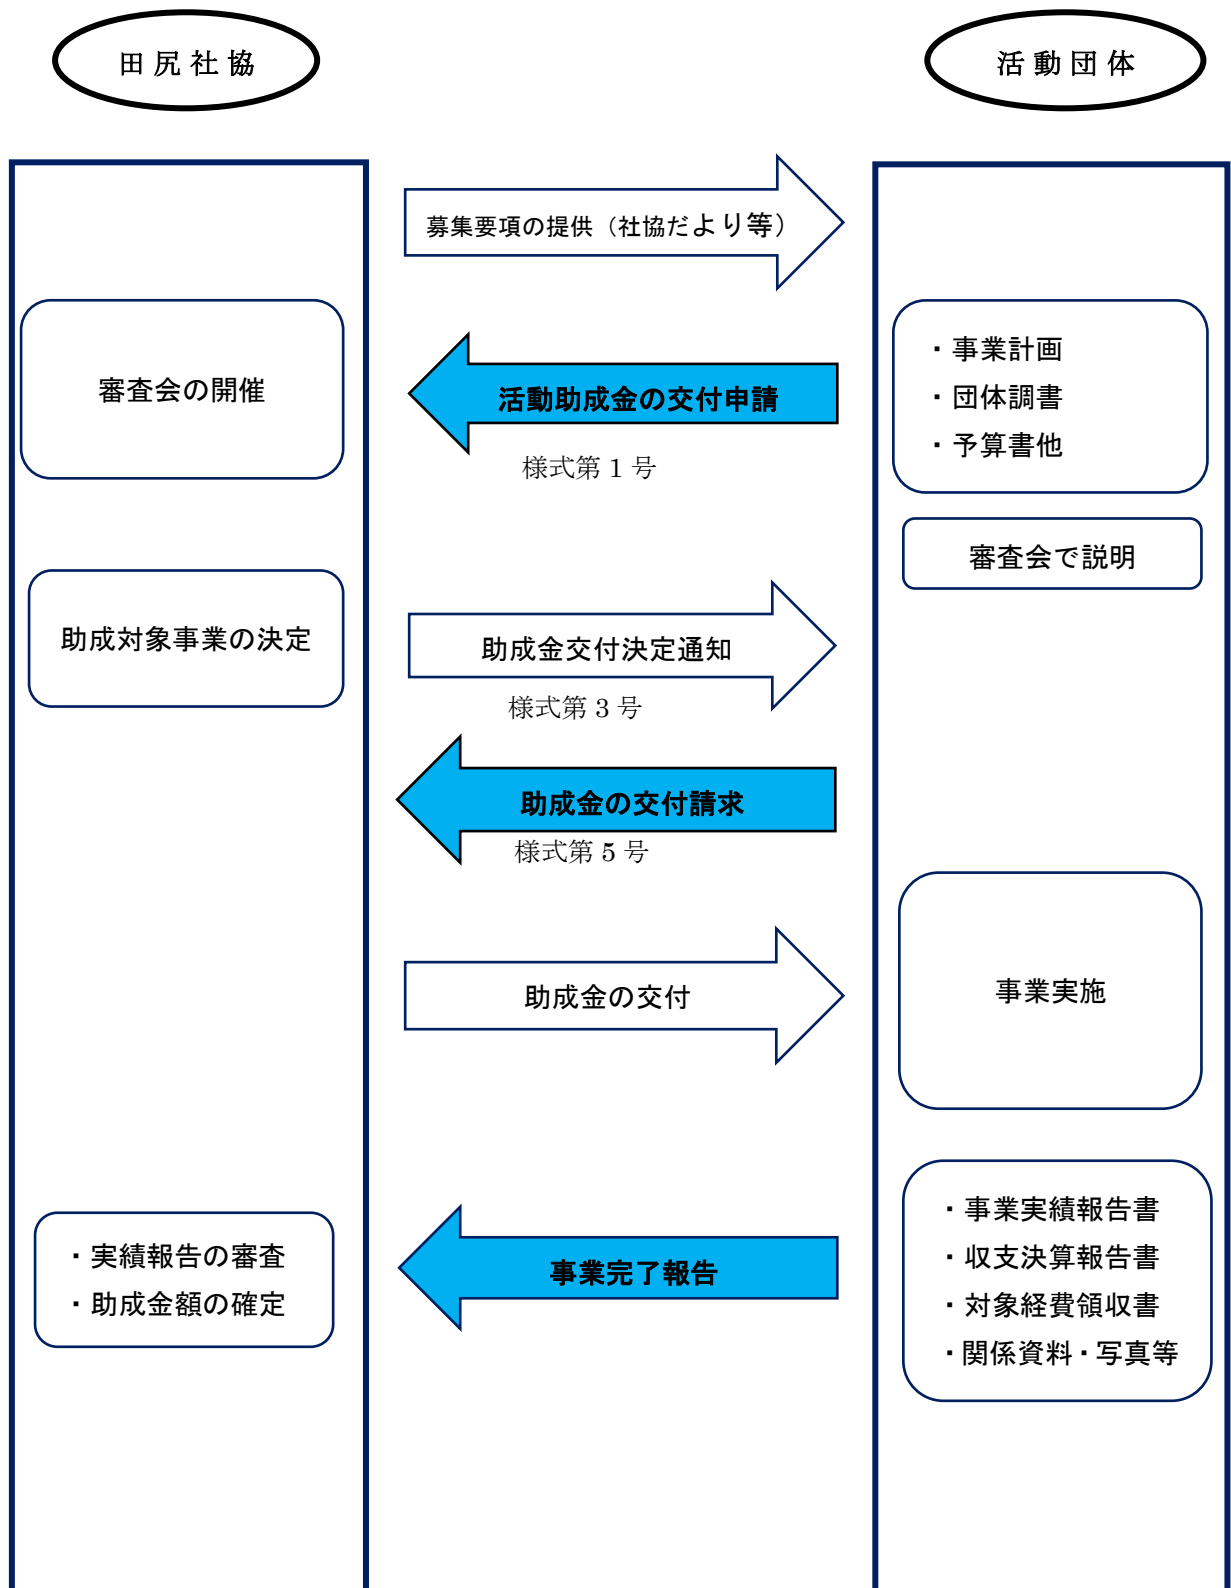 田尻社協
活動団体
募集要項の提供（社協だより等）
審査会の開催
活動助成金の交付申請
様式第１号
・事業計画
・団体調書
・予算書他
審査会で説明
助成対象事業の決定
助成金交付決定通知
様式第３号
助成金の交付請求
様式第５号
助成金の交付
事業実施
・実績報告の審査
・助成金額の確定
事業完了報告
・事業実績報告書
・収支決算報告書
・対象経費領収書
・関係資料・写真等